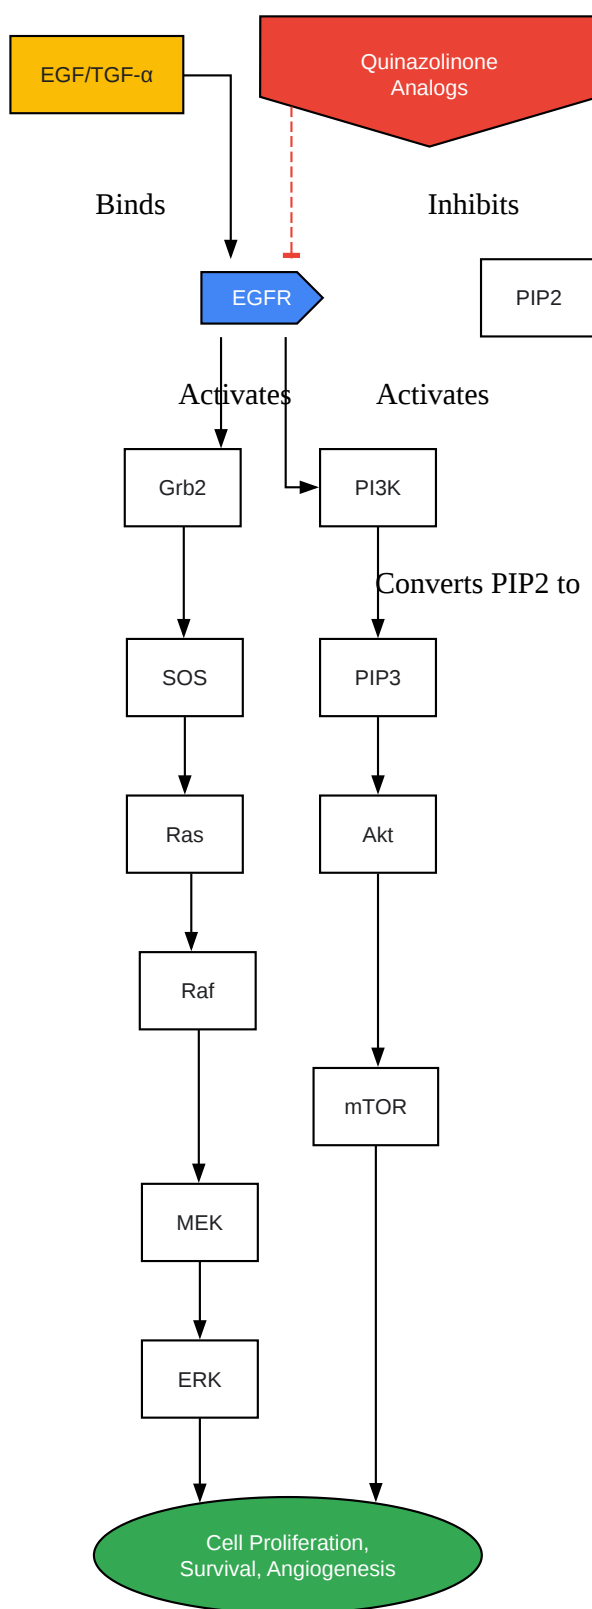 EGF/TGF-α
Quinazolinone
Analogs
Binds
Inhibits
EGFR
PIP2
Activates
Activates
Grb2
PI3K
Converts PIP2 to
SOS
PIP3
Ras
Akt
Raf
mTOR
MEK
ERK
Cell Proliferation,
Survival, Angiogenesis